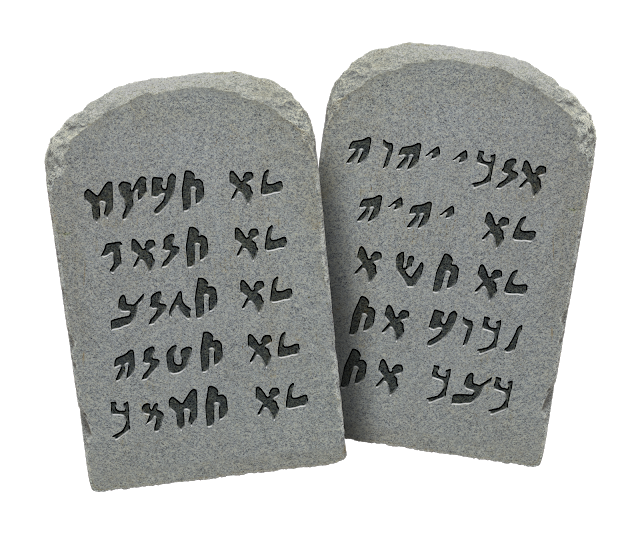 אנכי יהוה
לא יהיה
לא תשא
זכור את
כבד את
לא תרצח
לא תנאף
לא תגנב
לא תענה
לא תחמד